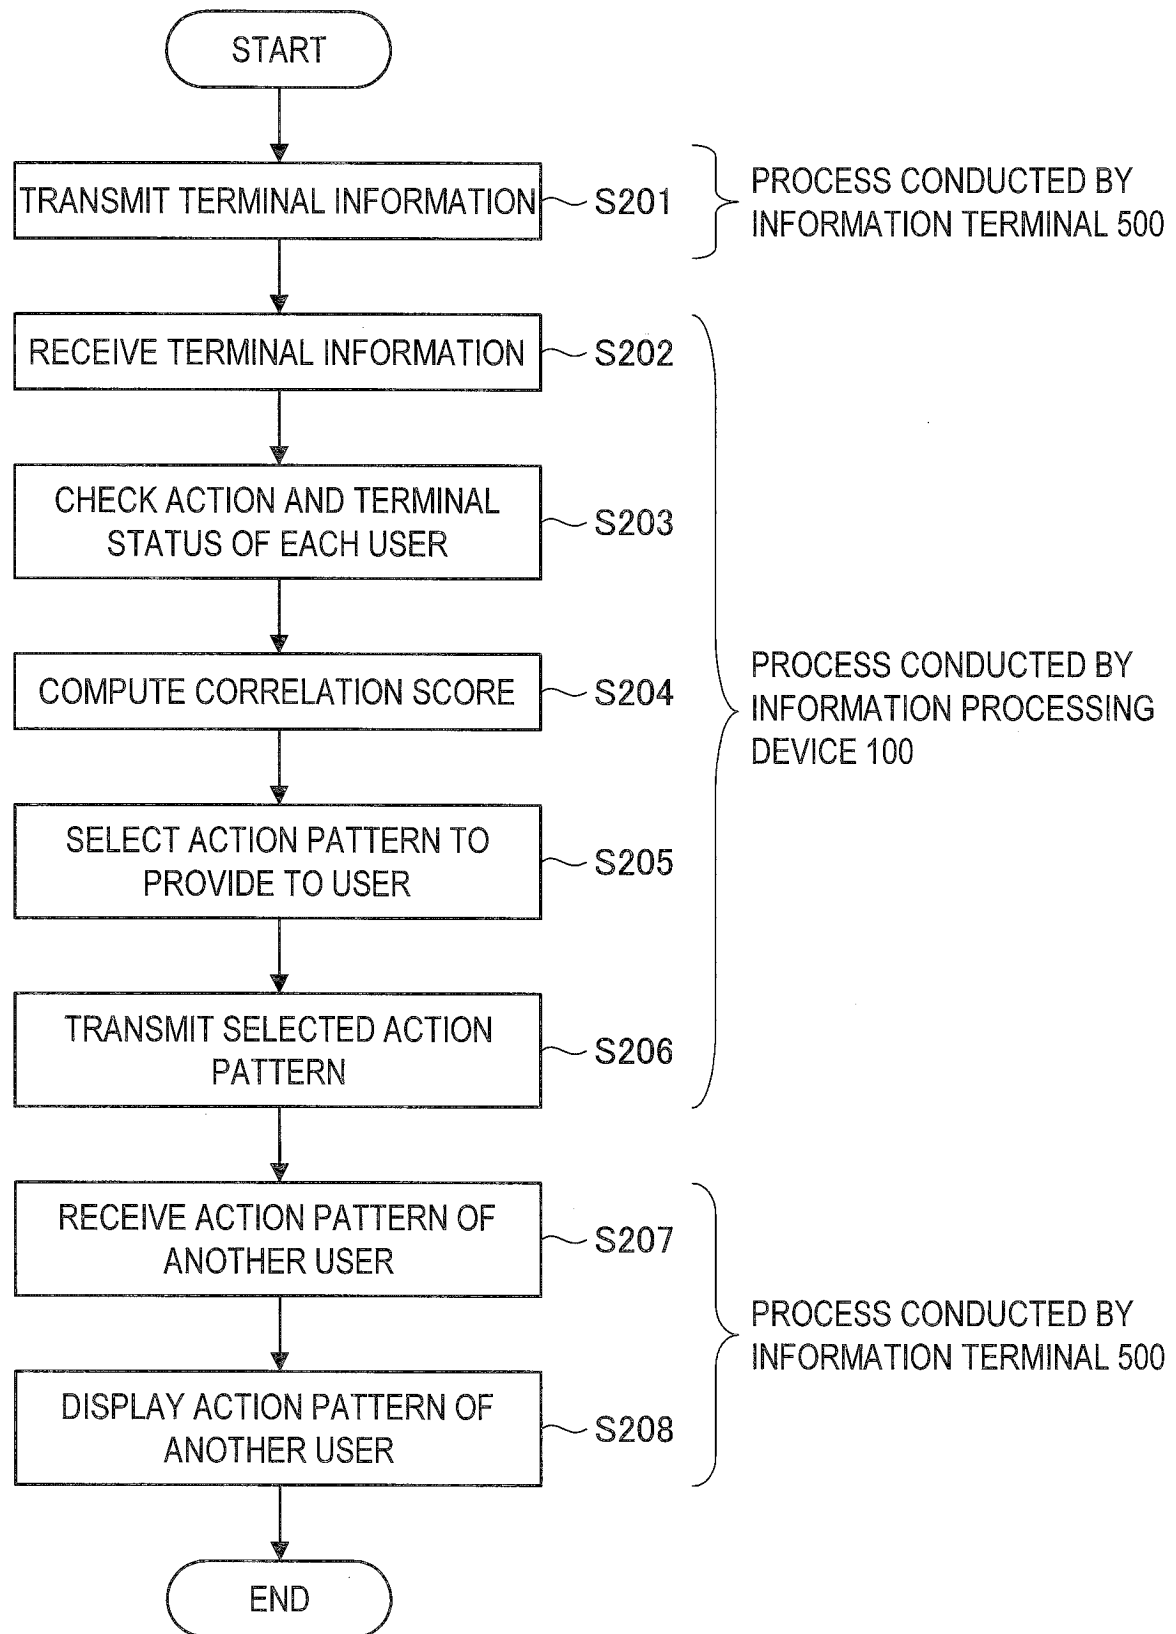 START
TRANSMIT TERMINAL INFORMATION
S201
PROCESS CONDUCTED BY
INFORMATION TERMINAL 500
RECEIVE TERMINAL INFORMATION
S202
CHECK ACTION AND TERMINAL
STATUS OF EACH USER
S203
COMPUTE CORRELATION SCORE
S204
PROCESS CONDUCTED BY
INFORMATION PROCESSING
DEVICE 100
SELECT ACTION PATTERN TO
PROVIDE TO USER
S205
TRANSMIT SELECTED ACTION
PATTERN
S206
RECEIVE ACTION PATTERN OF
ANOTHER USER
S207
PROCESS CONDUCTED BY
INFORMATION TERMINAL 500
DISPLAY ACTION PATTERN OF
ANOTHER USER
S208
END